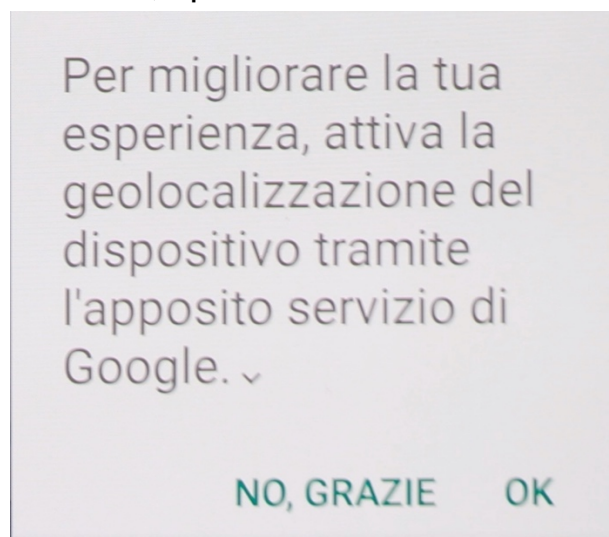 Per migliorare la tua
esperienza, attiva la
geolocalizzazione del
dispositivo tramite
l'apposito servizio di
Google.
NO, GRAZIE OK